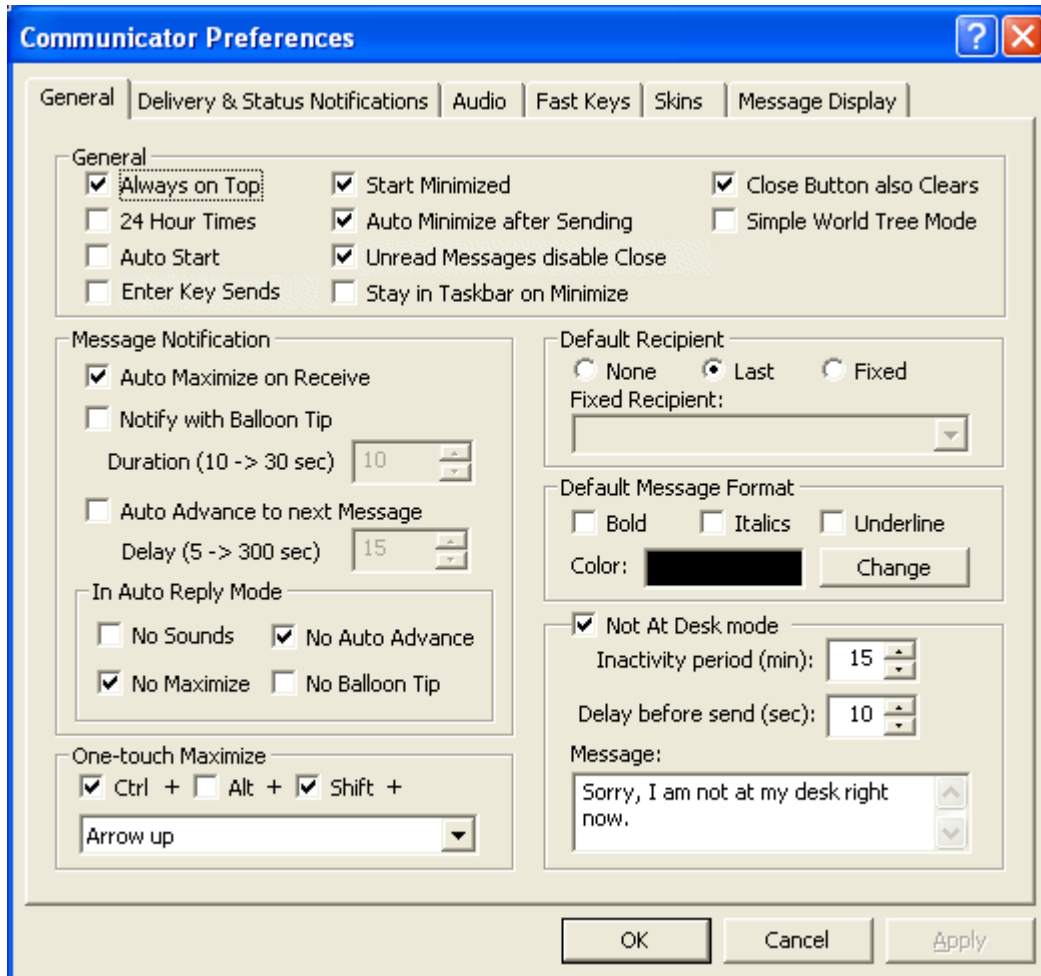 Communicator Preferences
General Delivery & Status Notifications Audio Fast Keys Skins Message Display
General
Always on Top Start Minimized Close Button also Clears
24 Hour Times Auto Minimize after Sending Simple World Tree Mode
Auto Start Unread Messages disable Close
Enter Key Sends Stay in Taskbar on Minimize
Message Notification
Auto Maximize on Receive
Notify with Balloon Tip
Duration (10 -> 30 sec) 10
Auto Advance to next Message
Delay (5 -> 300 sec) 15
In Auto Reply Mode
No Sounds No Auto Advance
No Maximize No Balloon Tip
One-touch Maximize
Ctrl + Alt + Shift +
Arrow up
Default Recipient
None Last Fixed
Fixed Recipient:
Default Message Format
Bold Italics Underline
Color: Change
Not At Desk mode
Inactivity period (min): 15
Delay before send (sec): 10
Message:
Sorry, I am not at my desk right
now.
OK Cancel Apply